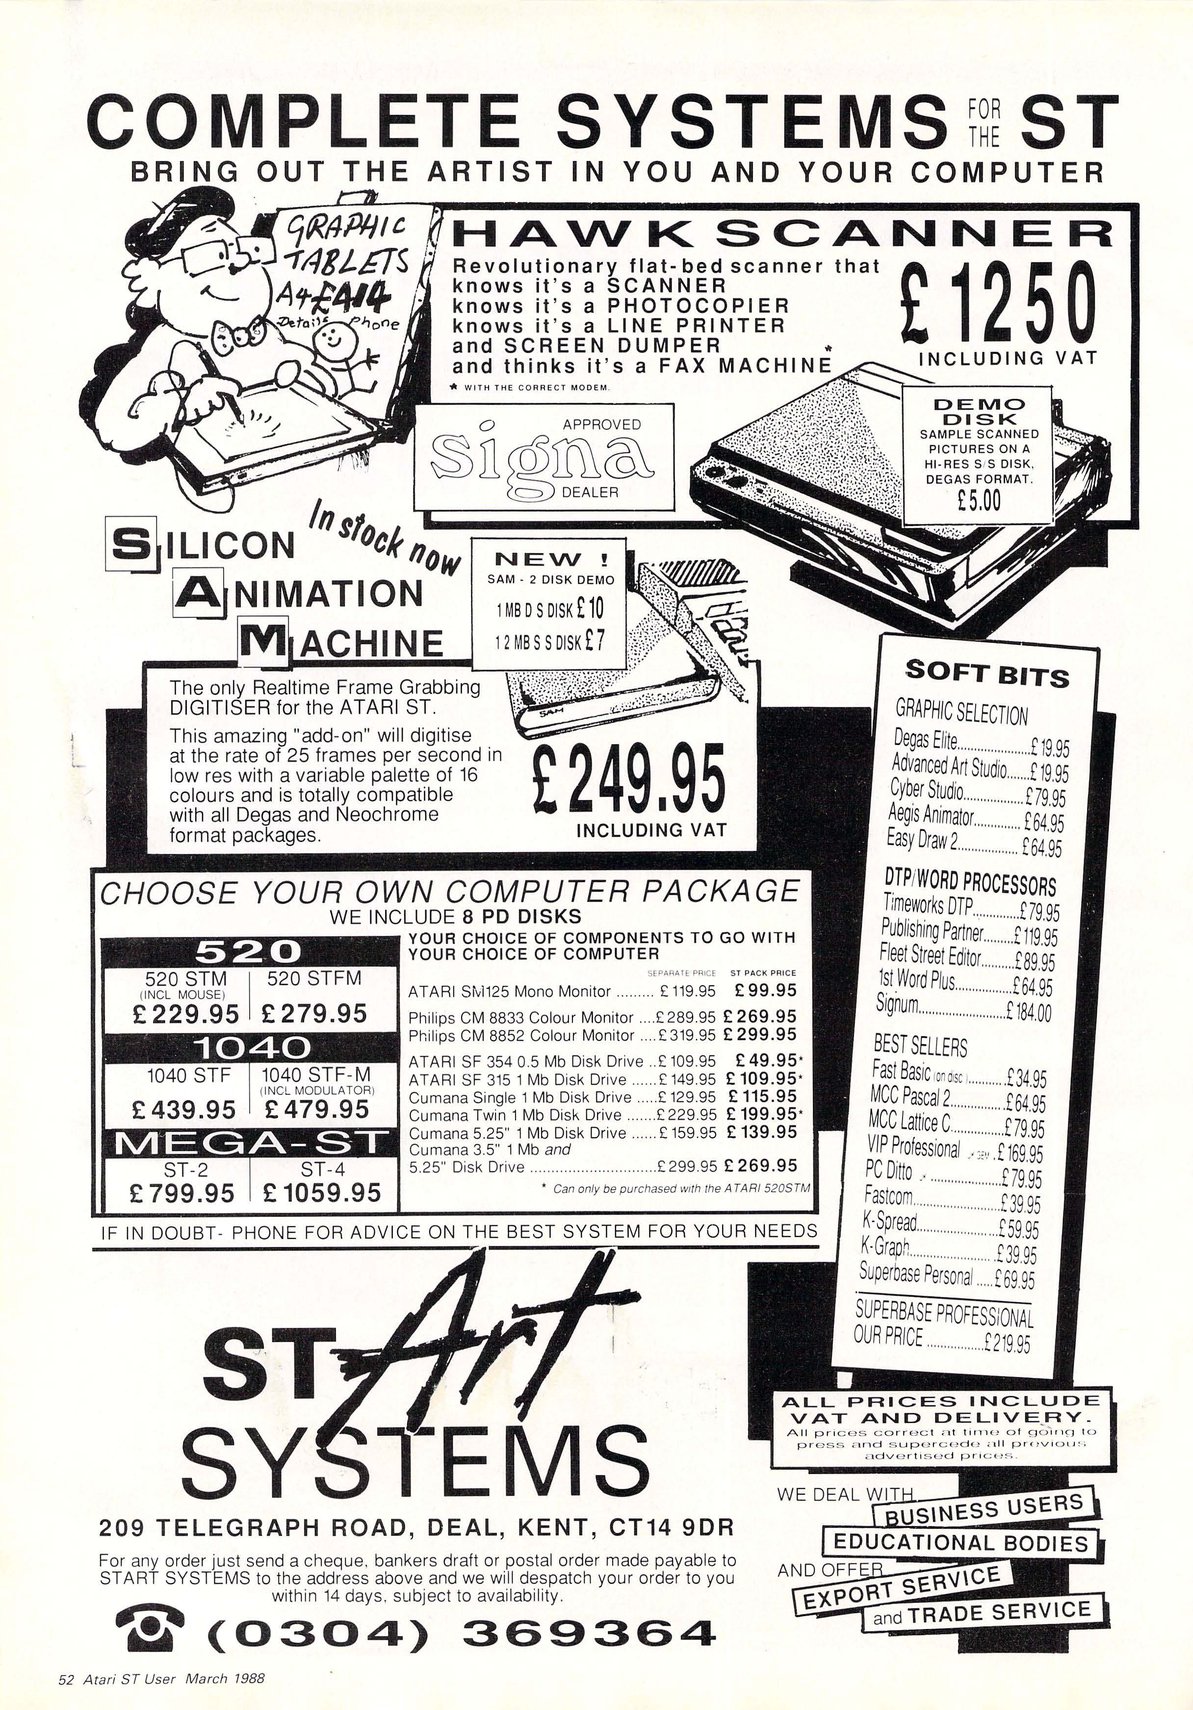 COMPLETE SYSTEMS FOR THE ST
BRING OUT THE ARTIST IN YOU AND YOUR COMPUTER
GRAPHIC
TABLETS
A4 £414
Details Phone
HAWK SCANNER
Revolutionary flat-bed scanner that
knows it's a SCANNER
knows it's a PHOTOCOPIER
knows it's a LINE PRINTER
and SCREEN DUMPER
and thinks it's a FAX MACHINE*
* WITH THE CORRECT MODEM.
£1250
INCLUDING VAT
APPROVED
signa
DEALER
DEMO
DISK
SAMPLE SCANNED
PICTURES ON A
HI-RES S/S DISK,
DEGAS FORMAT.
£5.00
SILICON
ANIMATION
MACHINE
In stock now
NEW !
SAM - 2 DISK DEMO
1 MB D S DISK £10
1 2 MB S S DISK £7
SAM
The only Realtime Frame Grabbing
DIGITISER for the ATARI ST.
This amazing "add-on" will digitise
at the rate of 25 frames per second in
low res with a variable palette of 16
colours and is totally compatible
with all Degas and Neochrome
format packages.
£249.95
INCLUDING VAT
CHOOSE YOUR OWN COMPUTER PACKAGE
WE INCLUDE 8 PD DISKS
520
520 STM
(INCL MOUSE)
£229.95
520 STFM
£279.95
1040
1040 STF
£439.95
1040 STF-M
(INCL MODULATOR)
£479.95
MEGA-ST
ST-2
£799.95
ST-4
£1059.95
YOUR CHOICE OF COMPONENTS TO GO WITH
YOUR CHOICE OF COMPUTER
SEPARATE PRICE ST PACK PRICE
ATARI SM125 Mono Monitor ......... £119.95 £99.95
Philips CM 8833 Colour Monitor ....£289.95 £269.95
Philips CM 8852 Colour Monitor ....£319.95 £299.95
ATARI SF 354 0.5 Mb Disk Drive ..£109.95 £49.95*
ATARI SF 315 1 Mb Disk Drive ......£149.95 £109.95*
Cumana Single 1 Mb Disk Drive .....£129.95 £115.95
Cumana Twin 1 Mb Disk Drive .......£229.95 £199.95*
Cumana 5.25" 1 Mb Disk Drive ......£159.95 £139.95
Cumana 3.5" 1 Mb and
5.25" Disk Drive ..............................£299.95 £269.95
* Can only be purchased with the ATARI 520STM
IF IN DOUBT- PHONE FOR ADVICE ON THE BEST SYSTEM FOR YOUR NEEDS
SOFT BITS
GRAPHIC SELECTION
Degas Elite..................£19.95
Advanced Art Studio......£19.95
Cyber Studio................£79.95
Aegis Animator.............£64.95
Easy Draw 2................£64.95
DTP/WORD PROCESSORS
Timeworks DTP.............£79.95
Publishing Partner........£119.95
Fleet Street Editor.........£89.95
1st Word Plus...............£64.95
Signum.......................£184.00
BEST SELLERS
Fast Basic (on disc)..........£34.95
MCC Pascal 2..............£64.95
MCC Lattice C..............£79.95
VIP Professional .£169.95
PC Ditto ...................£79.95
Fastcom.......................£39.95
K-Spread.....................£59.95
K-Graph......................£39.95
Superbase Personal .....£69.95
SUPERBASE PROFESSIONAL
OUR PRICE .................£219.95
ST Art
SYSTEMS
209 TELEGRAPH ROAD, DEAL, KENT, CT14 9DR
For any order just send a cheque, bankers draft or postal order made payable to
START SYSTEMS to the address above and we will despatch your order to you
within 14 days, subject to availability.
(0304) 369364
ALL PRICES INCLUDE
VAT AND DELIVERY.
All prices correct at time of going to
press and supercede all previous
advertised prices.
WE DEAL WITH
BUSINESS USERS
EDUCATIONAL BODIES
AND OFFER
EXPORT SERVICE
and TRADE SERVICE
52 Atari ST User March 1988